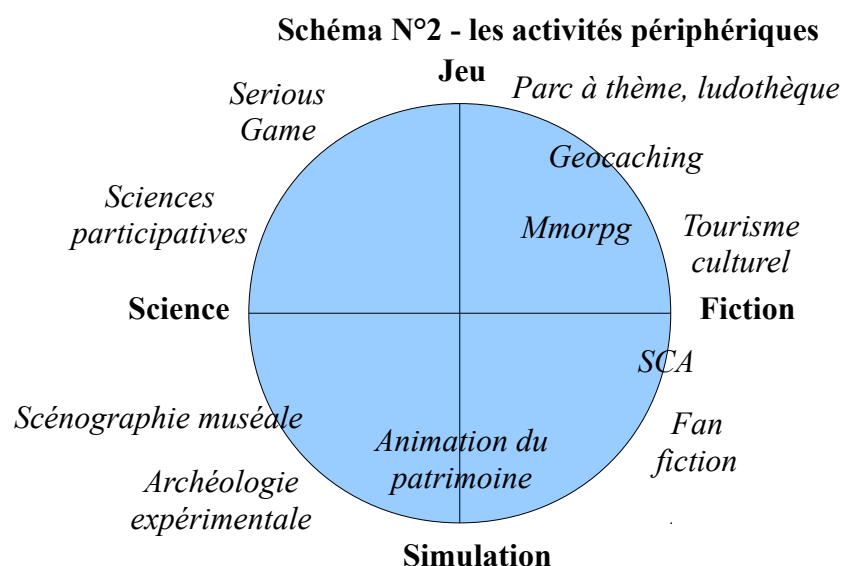 Schéma N°2 - les activités périphériques
Jeu
Parc à thème, ludothèque
Serious
Game
Geocaching
Sciences
participatives
Mmorpg
Tourisme
culturel
Science
Fiction
SCA
Scénographie muséale
Fan
fiction
Animation du
patrimoine
Archéologie
expérimentale
Simulation